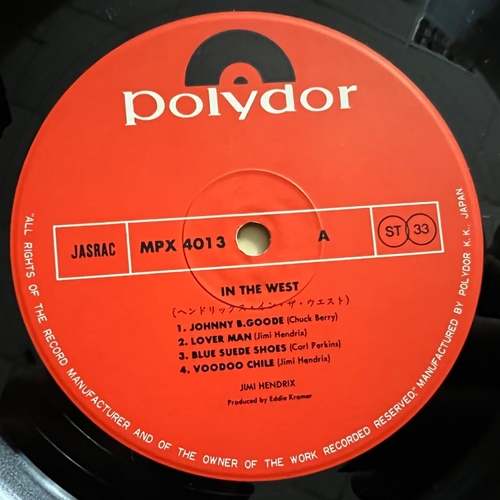 polydor
JASRAC
MPX 4013
A
ST 33
IN THE WEST
(ヘンドリックス・イン・ザ・ウエスト)
1. JOHNNY B.GOODE (Chuck Berry)
2. LOVER MAN (Jimi Hendrix)
3. BLUE SUEDE SHOES (Carl Perkins)
4. VOODOO CHILE (Jimi Hendrix)
JIMI HENDRIX
Produced by Eddie Kramer
"ALL RIGHTS OF THE RECORD MANUFACTURER AND OF THE OWNER OF THE WORK RECORDED RESERVED." MANUFACTURED BY POLYDOR K. K. JAPAN